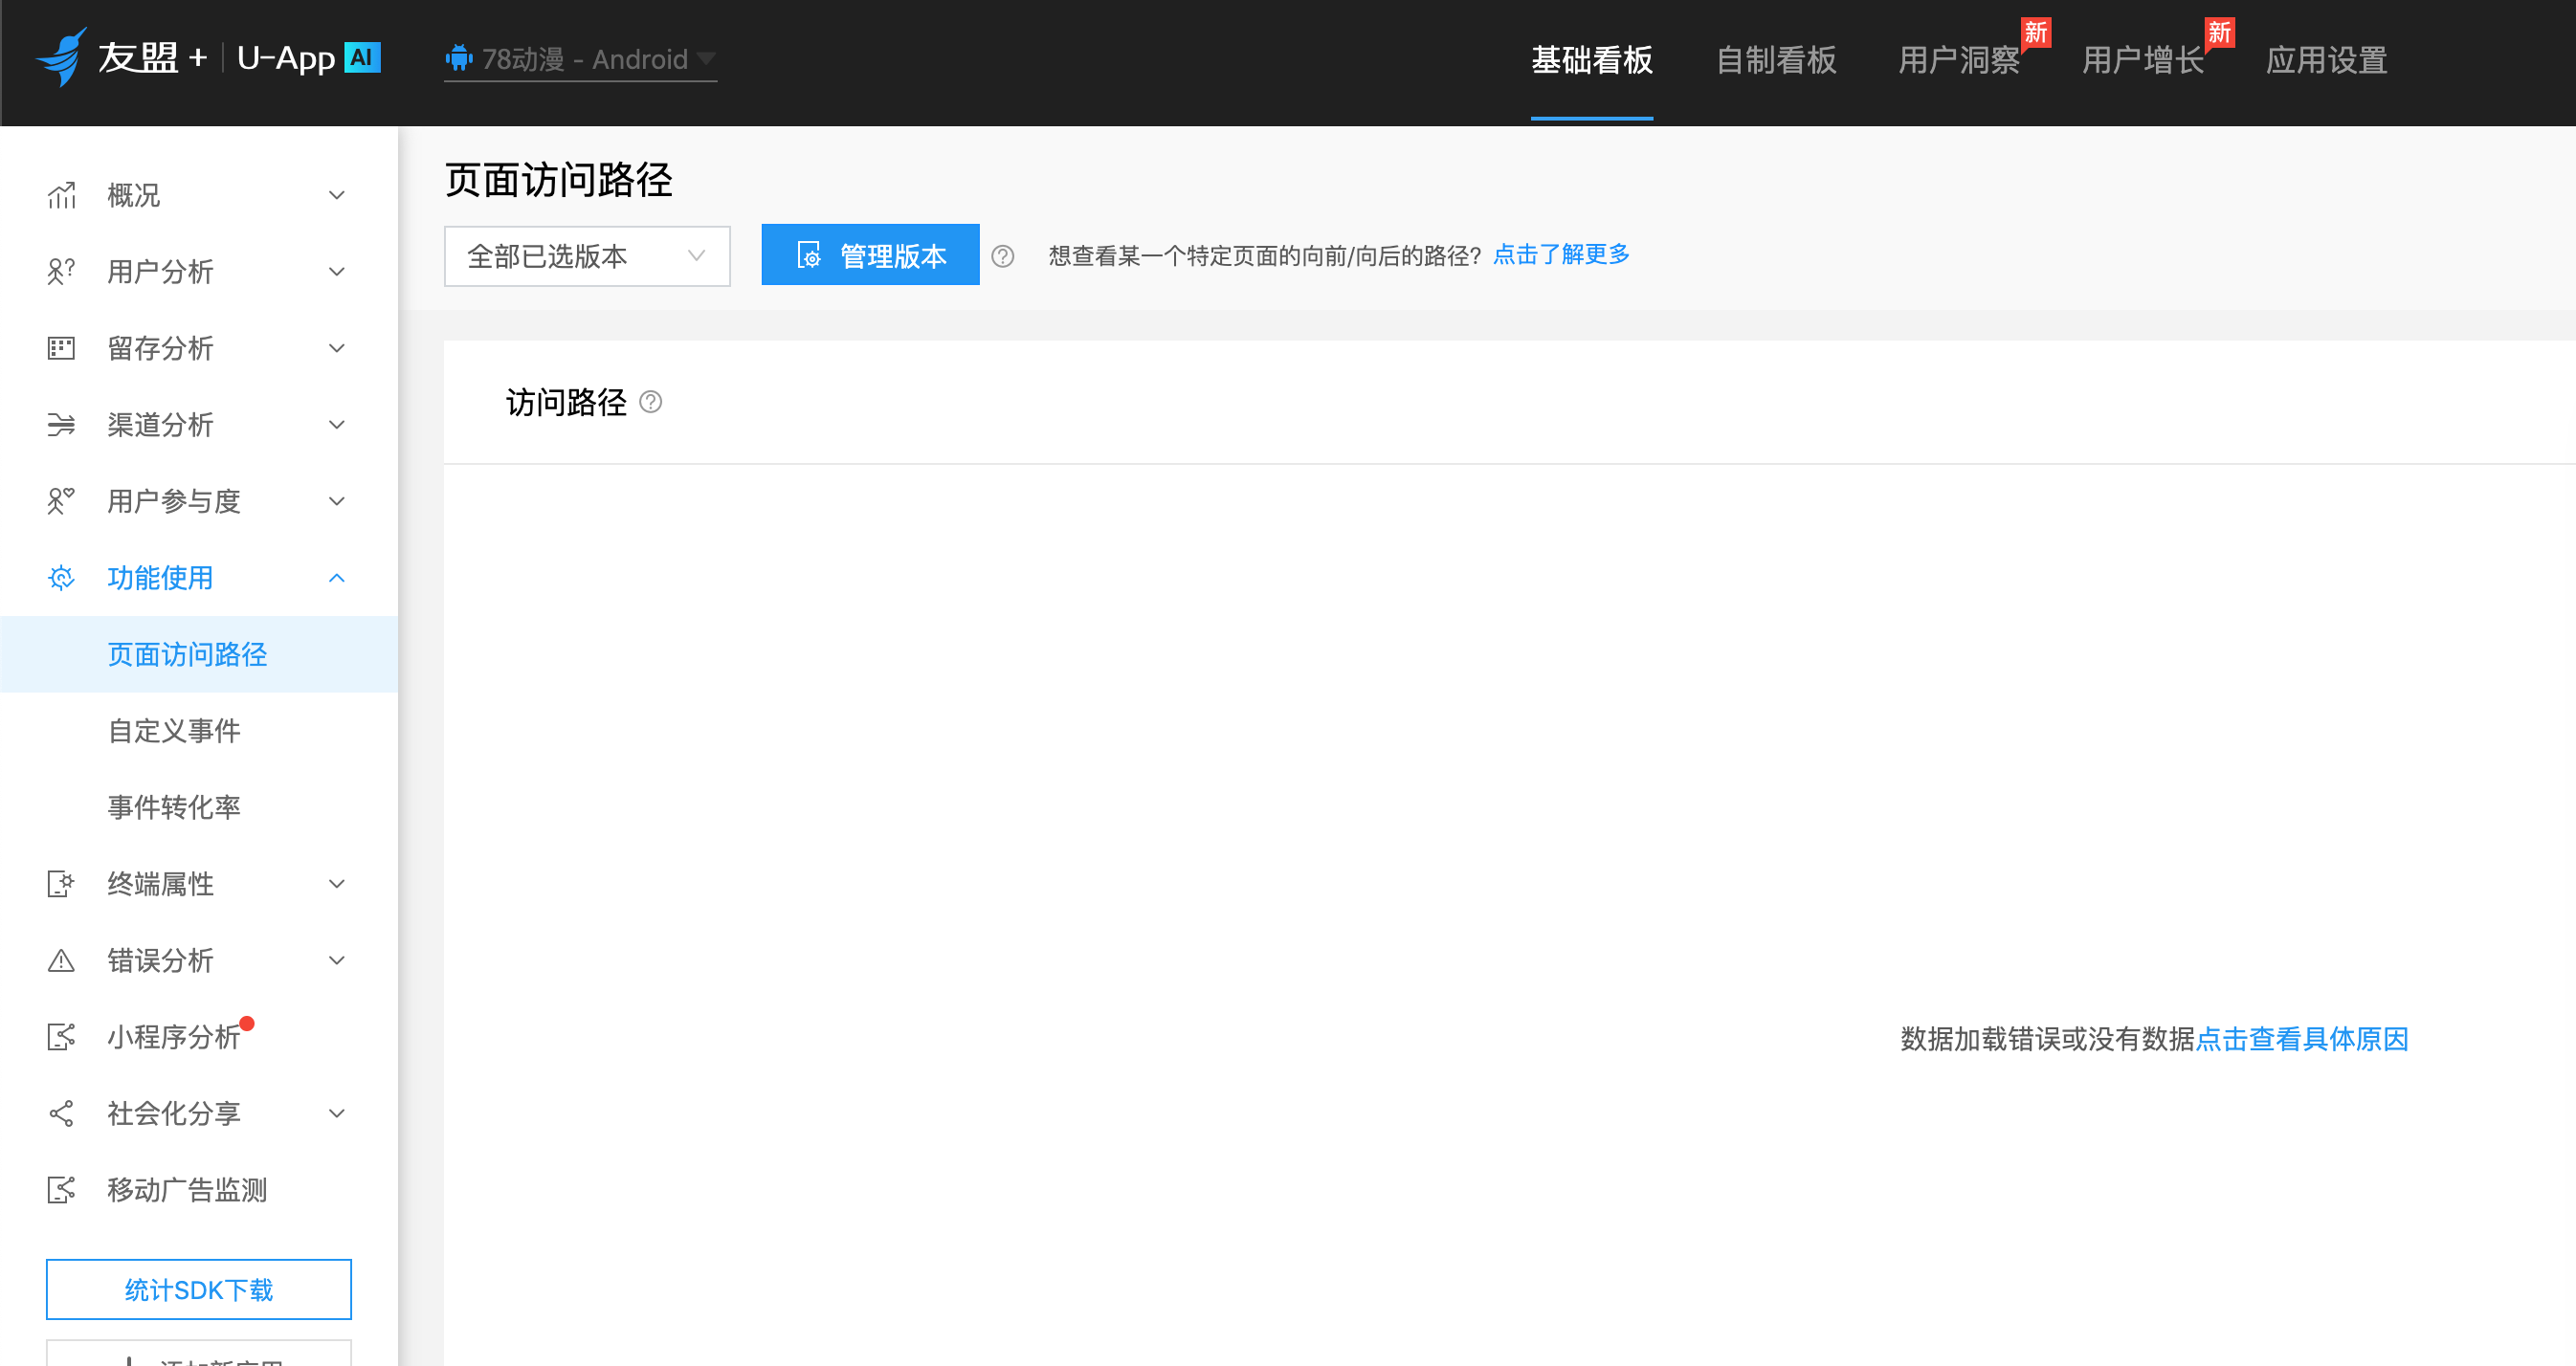 友盟+ | U-App AI
78动漫 - Android
基础看板
自制看板
用户洞察
新
用户增长
新
应用设置
概况
用户分析
留存分析
渠道分析
用户参与度
功能使用
页面访问路径
自定义事件
事件转化率
终端属性
错误分析
小程序分析
社会化分享
移动广告监测
统计SDK下载
添加新应用
页面访问路径
全部已选版本
管理版本
想查看某一个特定页面的向前/向后的路径? 点击了解更多
访问路径
数据加载错误或没有数据点击查看具体原因